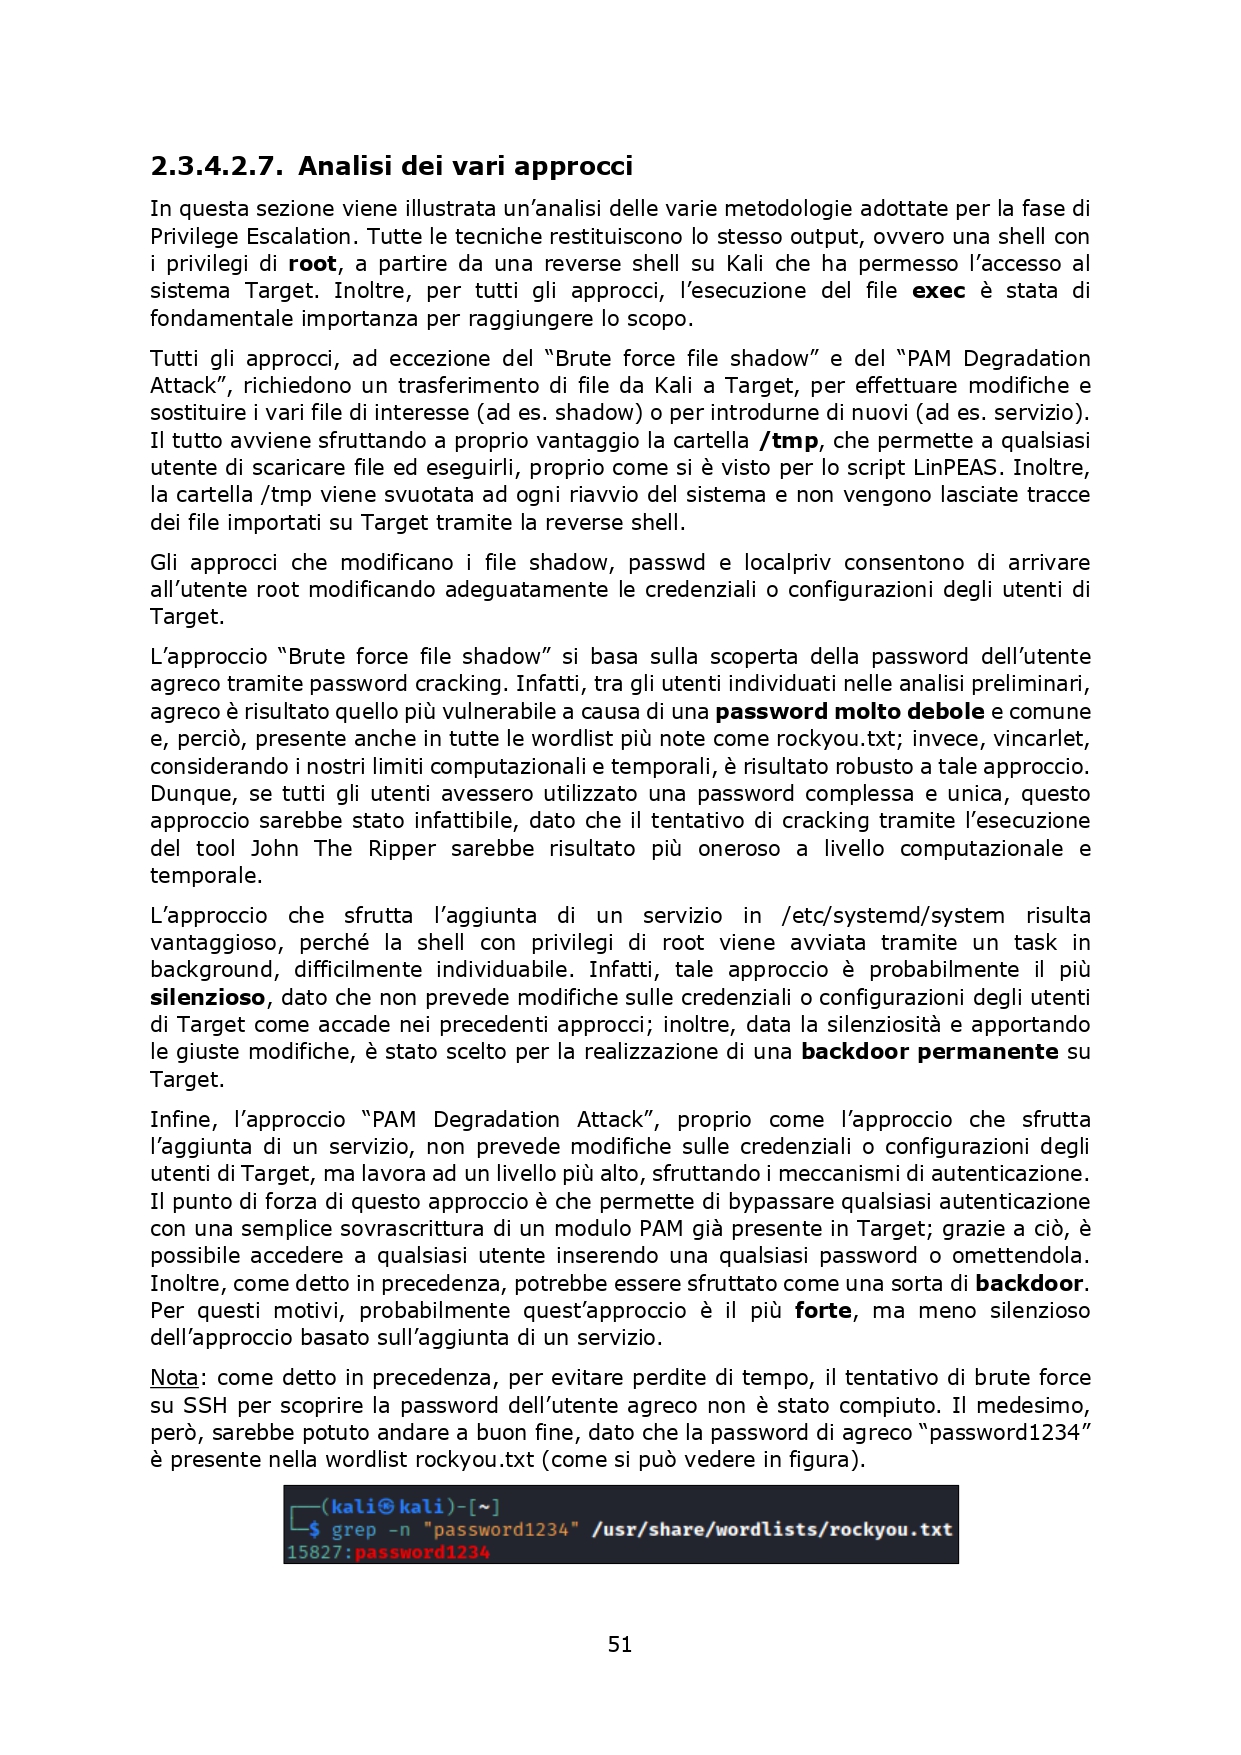 2.3.4.2.7. Analisi dei vari approcci
In questa sezione viene illustrata un’analisi delle varie metodologie adottate per la fase di
Privilege Escalation. Tutte le tecniche restituiscono lo stesso output, ovvero una shell con
i privilegi di root, a partire da una reverse shell su Kali che ha permesso l’accesso al
sistema Target. Inoltre, per tutti gli approcci, l’esecuzione del file exec è stata di
fondamentale importanza per raggiungere lo scopo.
Tutti gli approcci, ad eccezione del “Brute force file shadow” e del “PAM Degradation
Attack”, richiedono un trasferimento di file da Kali a Target, per effettuare modifiche e
sostituire i vari file di interesse (ad es. shadow) o per introdurne di nuovi (ad es. servizio).
Il tutto avviene sfruttando a proprio vantaggio la cartella /tmp, che permette a qualsiasi
utente di scaricare file ed eseguirli, proprio come si è visto per lo script LinPEAS. Inoltre,
la cartella /tmp viene svuotata ad ogni riavvio del sistema e non vengono lasciate tracce
dei file importati su Target tramite la reverse shell.
Gli approcci che modificano i file shadow, passwd e localpriv consentono di arrivare
all’utente root modificando adeguatamente le credenziali o configurazioni degli utenti di
Target.
L’approccio “Brute force file shadow” si basa sulla scoperta della password dell’utente
agreco tramite password cracking. Infatti, tra gli utenti individuati nelle analisi preliminari,
agreco è risultato quello più vulnerabile a causa di una password molto debole e comune
e, perciò, presente anche in tutte le wordlist più note come rockyou.txt; invece, vincarlet,
considerando i nostri limiti computazionali e temporali, è risultato robusto a tale approccio.
Dunque, se tutti gli utenti avessero utilizzato una password complessa e unica, questo
approccio sarebbe stato infattibile, dato che il tentativo di cracking tramite l’esecuzione
del tool John The Ripper sarebbe risultato più oneroso a livello computazionale e
temporale.
L’approccio che sfrutta l’aggiunta di un servizio in /etc/systemd/system risulta
vantaggioso, perché la shell con privilegi di root viene avviata tramite un task in
background, difficilmente individuabile. Infatti, tale approccio è probabilmente il più
silenzioso, dato che non prevede modifiche sulle credenziali o configurazioni degli utenti
di Target come accade nei precedenti approcci; inoltre, data la silenziosità e apportando
le giuste modifiche, è stato scelto per la realizzazione di una backdoor permanente su
Target.
Infine, l’approccio “PAM Degradation Attack”, proprio come l’approccio che sfrutta
l’aggiunta di un servizio, non prevede modifiche sulle credenziali o configurazioni degli
utenti di Target, ma lavora ad un livello più alto, sfruttando i meccanismi di autenticazione.
Il punto di forza di questo approccio è che permette di bypassare qualsiasi autenticazione
con una semplice sovrascrittura di un modulo PAM già presente in Target; grazie a ciò, è
possibile accedere a qualsiasi utente inserendo una qualsiasi password o omettendola.
Inoltre, come detto in precedenza, potrebbe essere sfruttato come una sorta di backdoor.
Per questi motivi, probabilmente quest’approccio è il più forte, ma meno silenzioso
dell’approccio basato sull’aggiunta di un servizio.
Nota: come detto in precedenza, per evitare perdite di tempo, il tentativo di brute force
su SSH per scoprire la password dell’utente agreco non è stato compiuto. Il medesimo,
però, sarebbe potuto andare a buon fine, dato che la password di agreco “password1234”
è presente nella wordlist rockyou.txt (come si può vedere in figura).
┌──(kali㉿kali)-[~]
└─$ grep -n "password1234" /usr/share/wordlists/rockyou.txt
15827:password1234
51